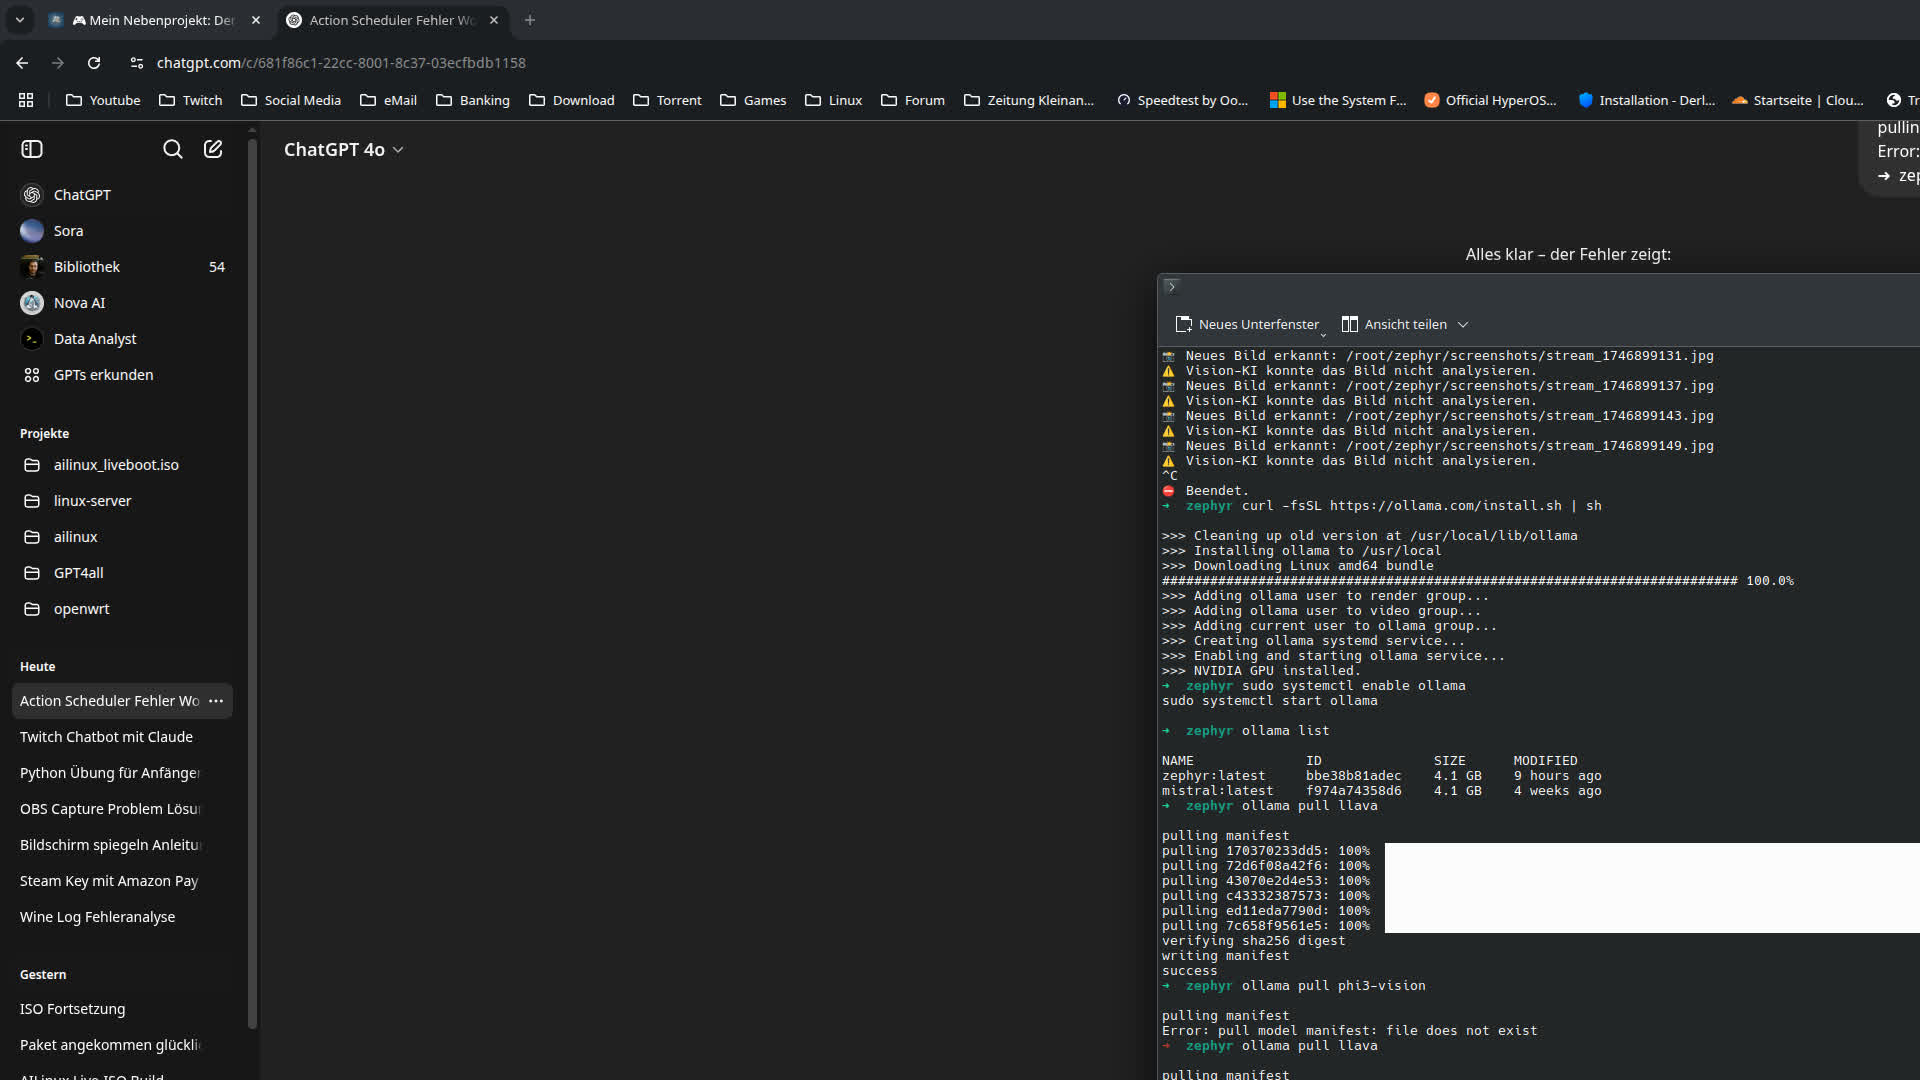 Mein Nebenprojekt: De
Action Scheduler Fehler Wo
chatgpt.com/c/681f86c1-22cc-8001-8c37-03ecfbdb1158
Youtube
Twitch
Social Media
eMail
Banking
Download
Torrent
Games
Linux
Forum
Zeitung Kleinan...
Speedtest by Oo...
Use the System F...
Official HyperOS...
Installation - Derl...
Startseite | Clou...
Tr
ChatGPT
Sora
Bibliothek 54
Nova AI
Data Analyst
GPTs erkunden
Projekte
ailinux_liveboot.iso
linux-server
ailinux
GPT4all
openwrt
Heute
Action Scheduler Fehler Wo
Twitch Chatbot mit Claude
Python Übung für Anfänger
OBS Capture Problem Lösu
Bildschirm spiegeln Anleitu
Steam Key mit Amazon Pay
Wine Log Fehleranalyse
Gestern
ISO Fortsetzung
Paket angekommen glückli
AILinux Live ISO Build
ChatGPT 4o
pullin
Error:
➜ zep
Alles klar – der Fehler zeigt:
Neues Unterfenster
Ansicht teilen
Neues Bild erkannt: /root/zephyr/screenshots/stream_1746899131.jpg
Vision-KI konnte das Bild nicht analysieren.
Neues Bild erkannt: /root/zephyr/screenshots/stream_1746899137.jpg
Vision-KI konnte das Bild nicht analysieren.
Neues Bild erkannt: /root/zephyr/screenshots/stream_1746899143.jpg
Vision-KI konnte das Bild nicht analysieren.
Neues Bild erkannt: /root/zephyr/screenshots/stream_1746899149.jpg
Vision-KI konnte das Bild nicht analysieren.
^C
Beendet.
➜ zephyr curl -fsSL https://ollama.com/install.sh | sh
>>> Cleaning up old version at /usr/local/lib/ollama
>>> Installing ollama to /usr/local
>>> Downloading Linux amd64 bundle
######################################################################## 100.0%
>>> Adding ollama user to render group...
>>> Adding ollama user to video group...
>>> Adding current user to ollama group...
>>> Creating ollama systemd service...
>>> Enabling and starting ollama service...
>>> NVIDIA GPU installed.
➜ zephyr sudo systemctl enable ollama
sudo systemctl start ollama
➜ zephyr ollama list
NAME ID SIZE MODIFIED
zephyr:latest bbe38b81adec 4.1 GB 9 hours ago
mistral:latest f974a74358d6 4.1 GB 4 weeks ago
➜ zephyr ollama pull llava
pulling manifest
pulling 170370233dd5: 100%
pulling 72d6f08a42f6: 100%
pulling 43070e2d4e53: 100%
pulling c43332387573: 100%
pulling ed11eda7790d: 100%
pulling 7c658f9561e5: 100%
verifying sha256 digest
writing manifest
success
➜ zephyr ollama pull phi3-vision
pulling manifest
Error: pull model manifest: file does not exist
➜ zephyr ollama pull llava
pulling manifest